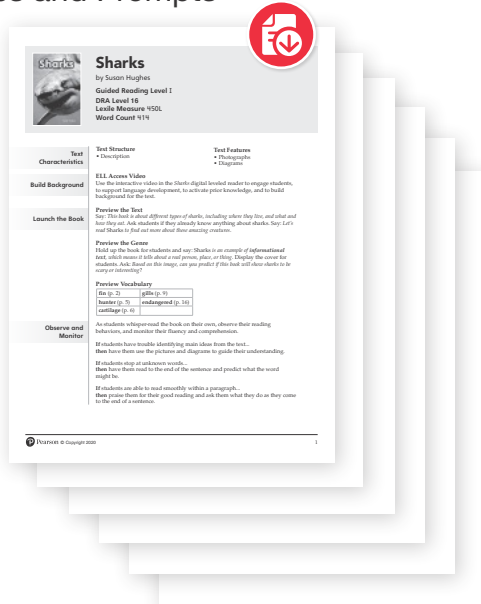 Sharks
Sharks
by Susan Hughes
Guided Reading Level I
DRA Level 16
Lexile Measure 450L
Word Count 414
Text
Characteristics
Text Structure
• Description
Text Features
• Photographs
• Diagrams
Build Background
ELL Access Video
Use the interactive video in the Sharks digital leveled reader to engage students,
to support language development, to activate prior knowledge, and to build
background for the text.
Launch the Book
Preview the Text
Say: This book is about different types of sharks, including where they live, and what and
how they eat. Ask students if they already know anything about sharks. Say: Let's
read Sharks to find out more about these amazing creatures.
Preview the Genre
Hold up the book for students and say: Sharks is an example of informational
text, which means it tells about a real person, place, or thing. Display the cover for
students. Ask: Based on this image, can you predict if this book will show sharks to be
scary or interesting?
Preview Vocabulary
fin (p. 2) gills (p. 9)
hunter (p. 5) endangered (p. 16)
cartilage (p. 6)
Observe and
Monitor
As students whisper-read the book on their own, observe their reading
behaviors, and monitor their fluency and comprehension.
If students have trouble identifying main ideas from the text...
then have them use the pictures and diagrams to guide their understanding.
If students stop at unknown words...
then have them read to the end of the sentence and predict what the word
might be.
If students are able to read smoothly within a paragraph...
then praise them for their good reading and ask them what they do as they come
to the end of a sentence.
Pearson © Copyright 2020
1